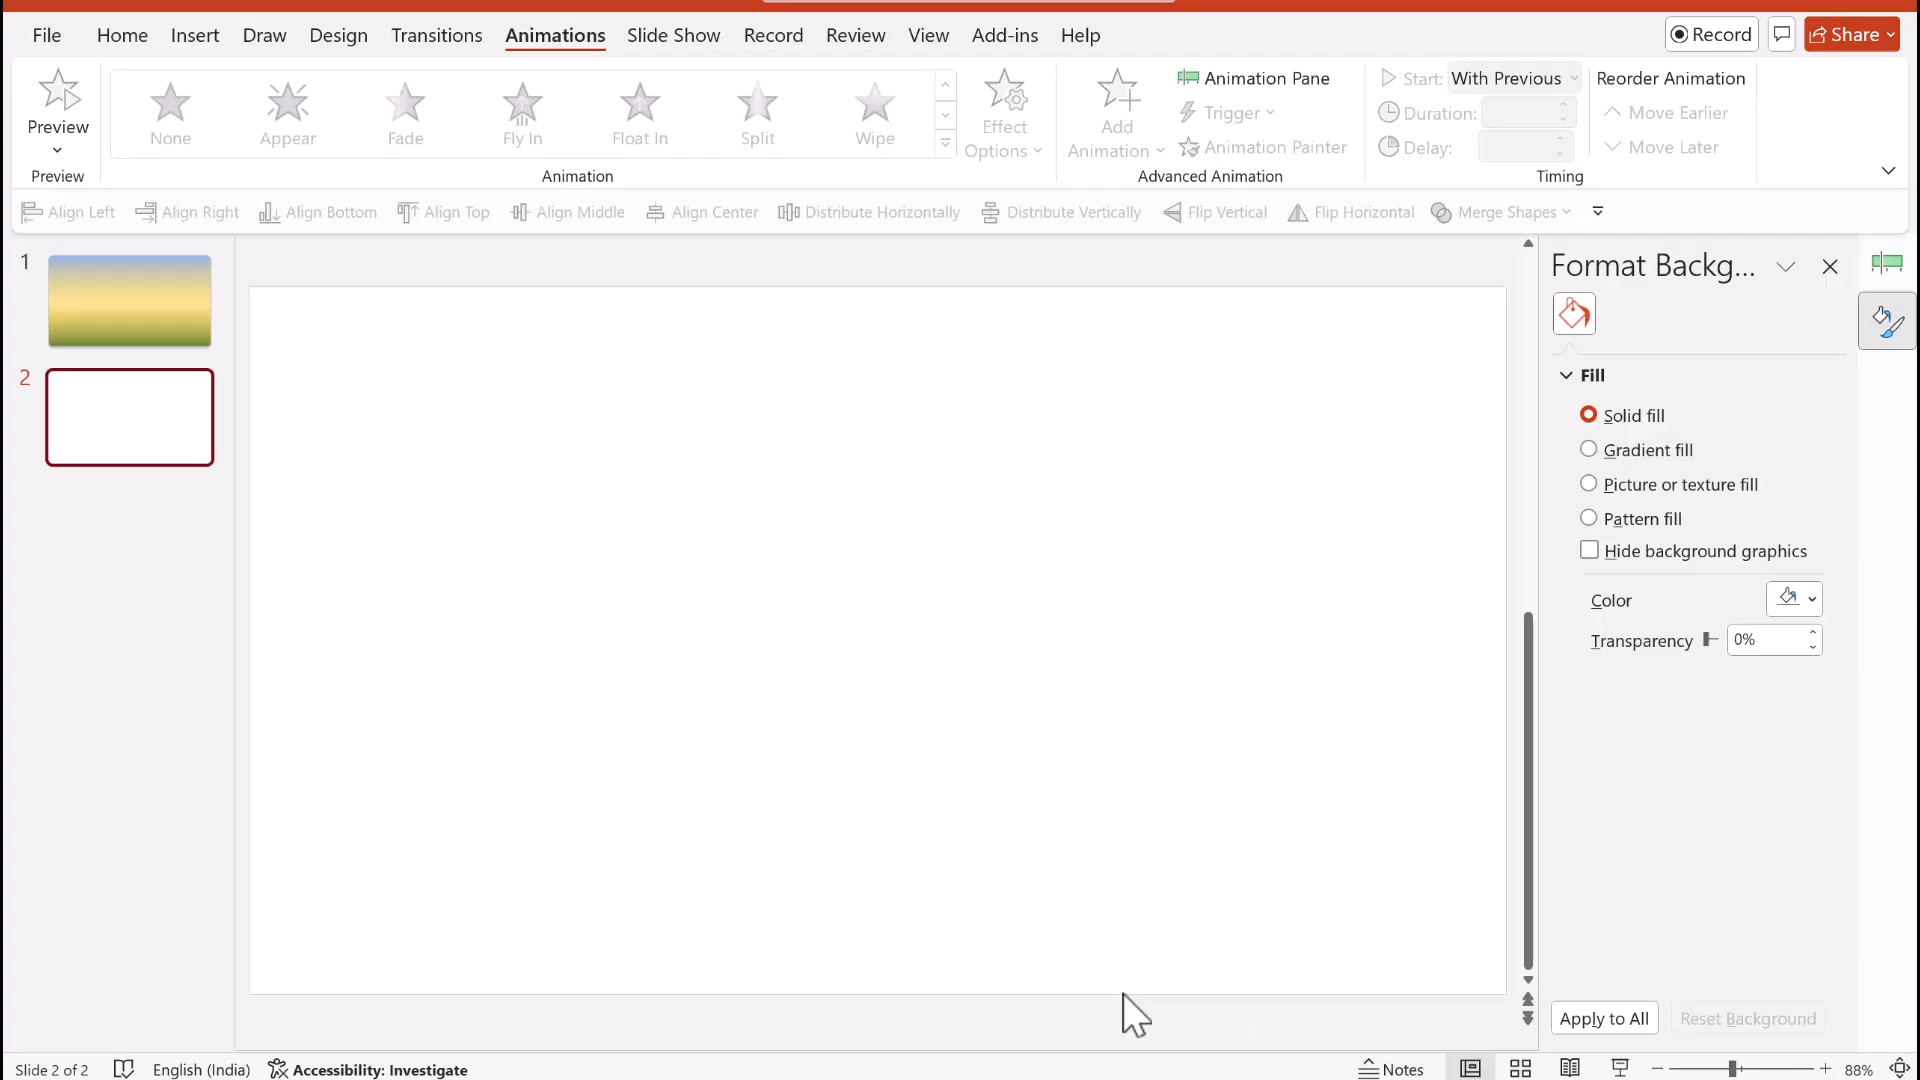 File Home Insert Draw Design Transitions Animations Slide Show Record Review View Add-ins Help Record Share
Preview
None Appear Fade Fly In Float In Split Wipe
Effect Options
Add Animation
Animation Pane
Trigger
Animation Painter
Start: With Previous
Duration:
Delay:
Reorder Animation
Move Earlier
Move Later
Preview Animation Advanced Animation Timing
Align Left Align Right Align Bottom Align Top Align Middle Align Center Distribute Horizontally Distribute Vertically Flip Vertical Flip Horizontal Merge Shapes
1
2
Format Backg...
Fill
Solid fill
Gradient fill
Picture or texture fill
Pattern fill
Hide background graphics
Color
Transparency 0%
Apply to All Reset Background
Slide 2 of 2 English (India) Accessibility: Investigate Notes 88%